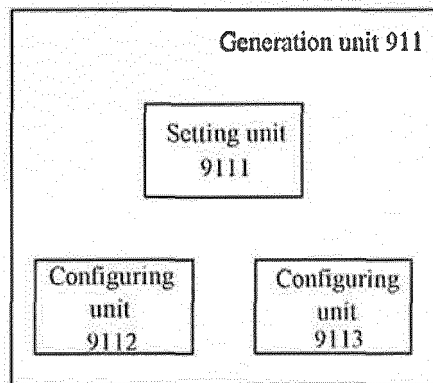 Generation unit 911
Setting unit
9111
Configuring
unit
9112
Configuring
unit
9113